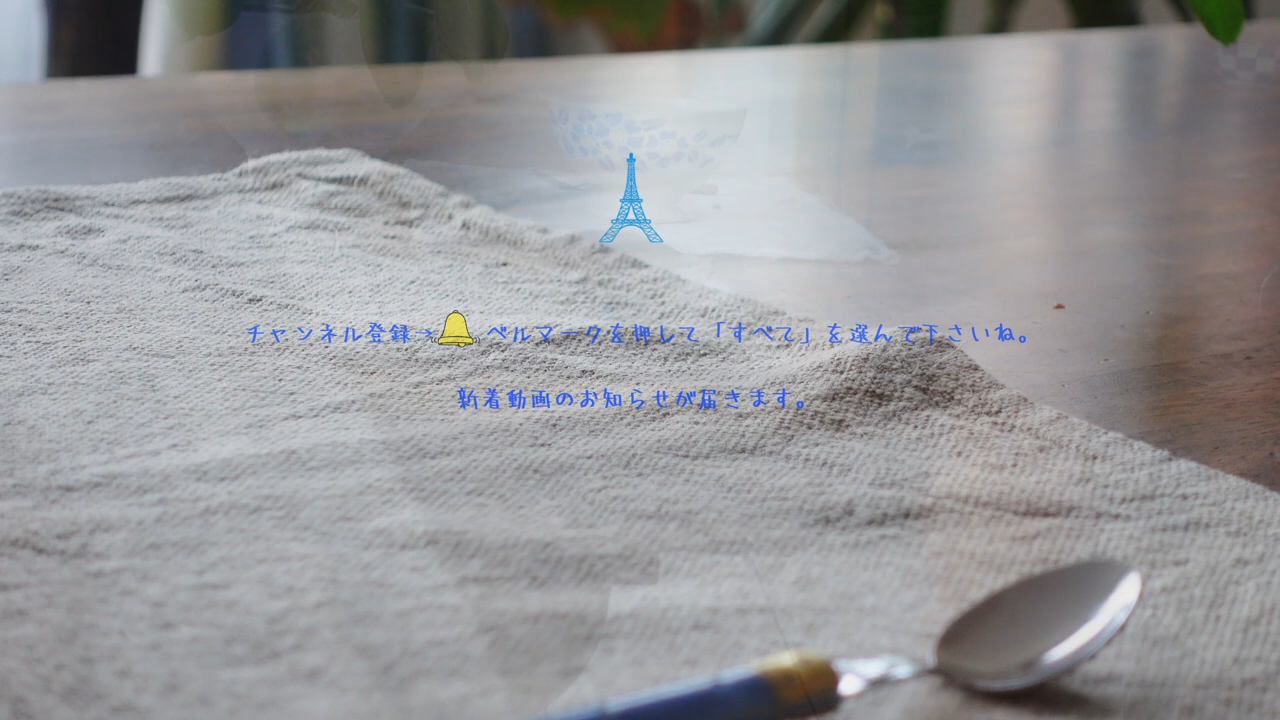 チャンネル登録→ ベルマークを押して「すべて」を選んで下さいね。
新着動画のお知らせが届きます。